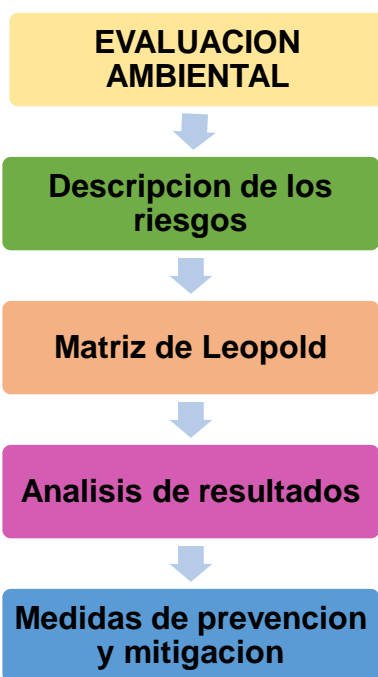 EVALUACION
AMBIENTAL
Descripcion de los
riesgos
Matriz de Leopold
Analisis de resultados
Medidas de prevencion
y mitigacion